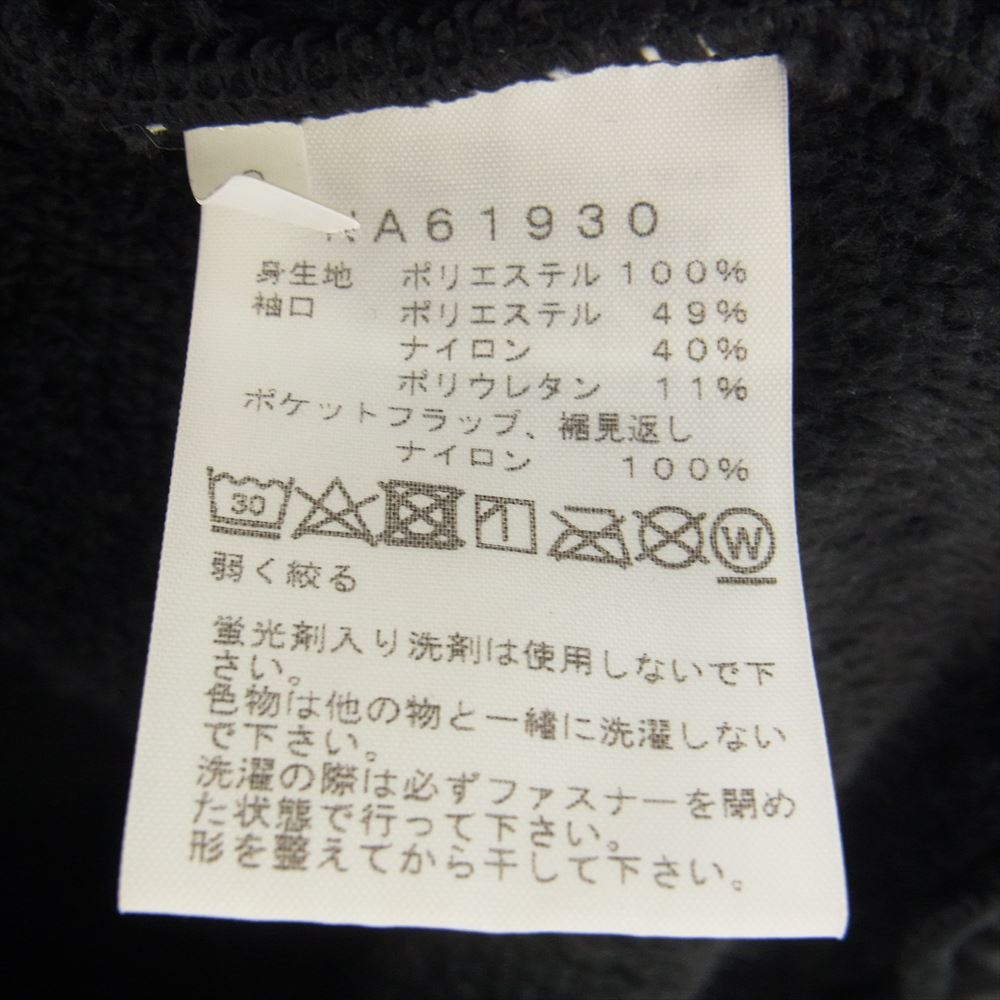 A61930
身生地 ポリエステル 100%
袖口 ポリエステル 49%
ナイロン 40%
ポリウレタン 11%
ポケットフラップ、裾見返し
ナイロン 100%
30 W
弱く絞る
蛍光剤入り洗剤は使用しないで下
さい。
色物は他の物と一緒に洗濯しない
で下さい。
洗濯の際は必ずファスナーを閉め
た状態で行って下さい。
形を整えてから干して下さい。